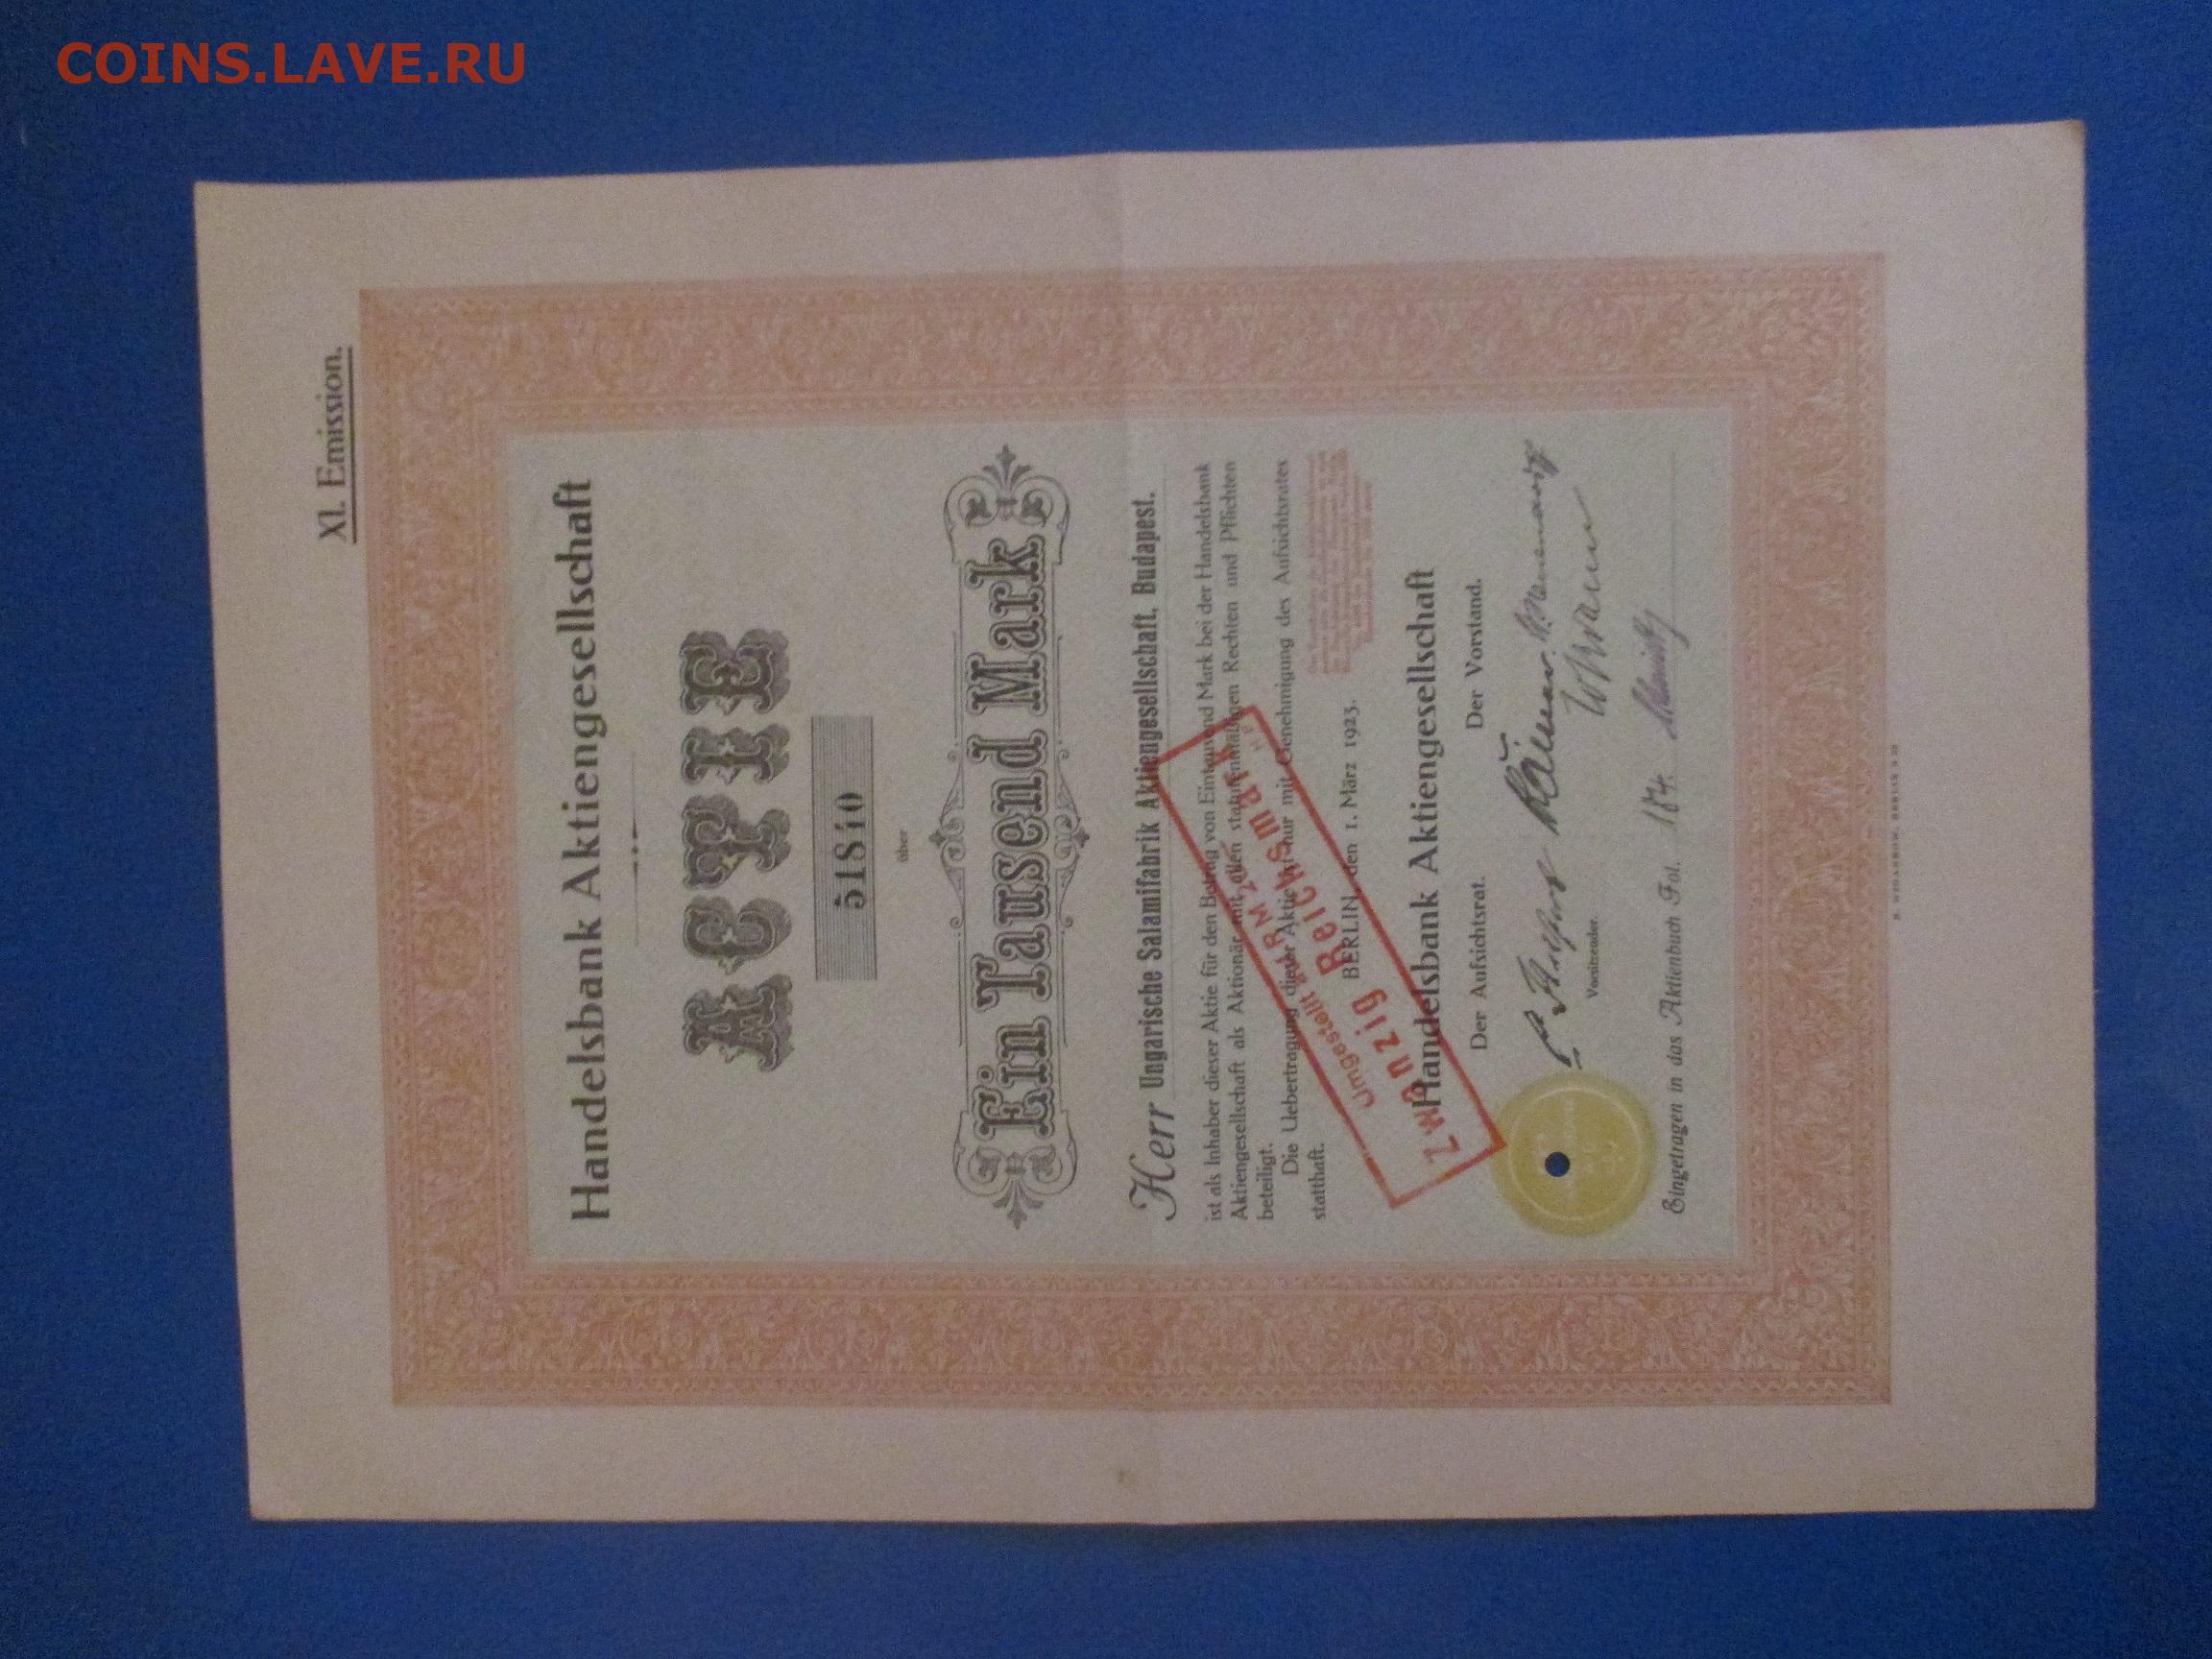 COINS.LAVE.RU
XI. Emission.
Handelsbank Aktiengesellschaft
ACTIE
51810
über
Ein Tausend Mark
Herr Ungarische Salamifabrik Aktiengesellschaft, Budapest.
ist als Inhaber dieser Aktie für den Betrag von Eintausend Mark bei der Handelsbank
Aktiengesellschaft als Aktionär mit allen statutenmäßigen Rechten und Pflichten
beteiligt.
Die Uebertragung dieser Aktie ist nur mit Genehmigung des Aufsichtsrates
statthaft.
Umgestellt
Zwanzig Reichsmark
BERLIN, den 1. März 1923.
Handelsbank Aktiengesellschaft
Der Aufsichtsrat. Der Vorstand.
Vorsitzender.
Eingetragen in das Aktienbuch Fol. 184.